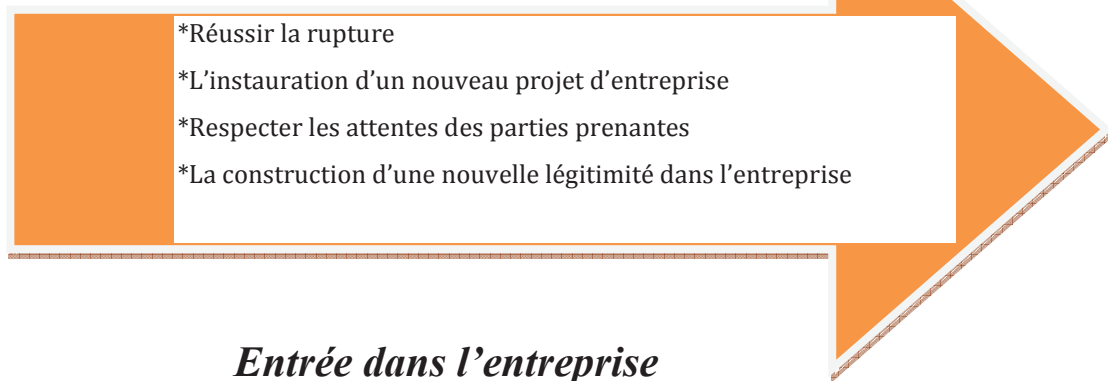 *Réussir la rupture
*L’instauration d’un nouveau projet d’entreprise
*Respecter les attentes des parties prenantes
*La construction d’une nouvelle légitimité dans l’entreprise
Entrée dans l’entreprise